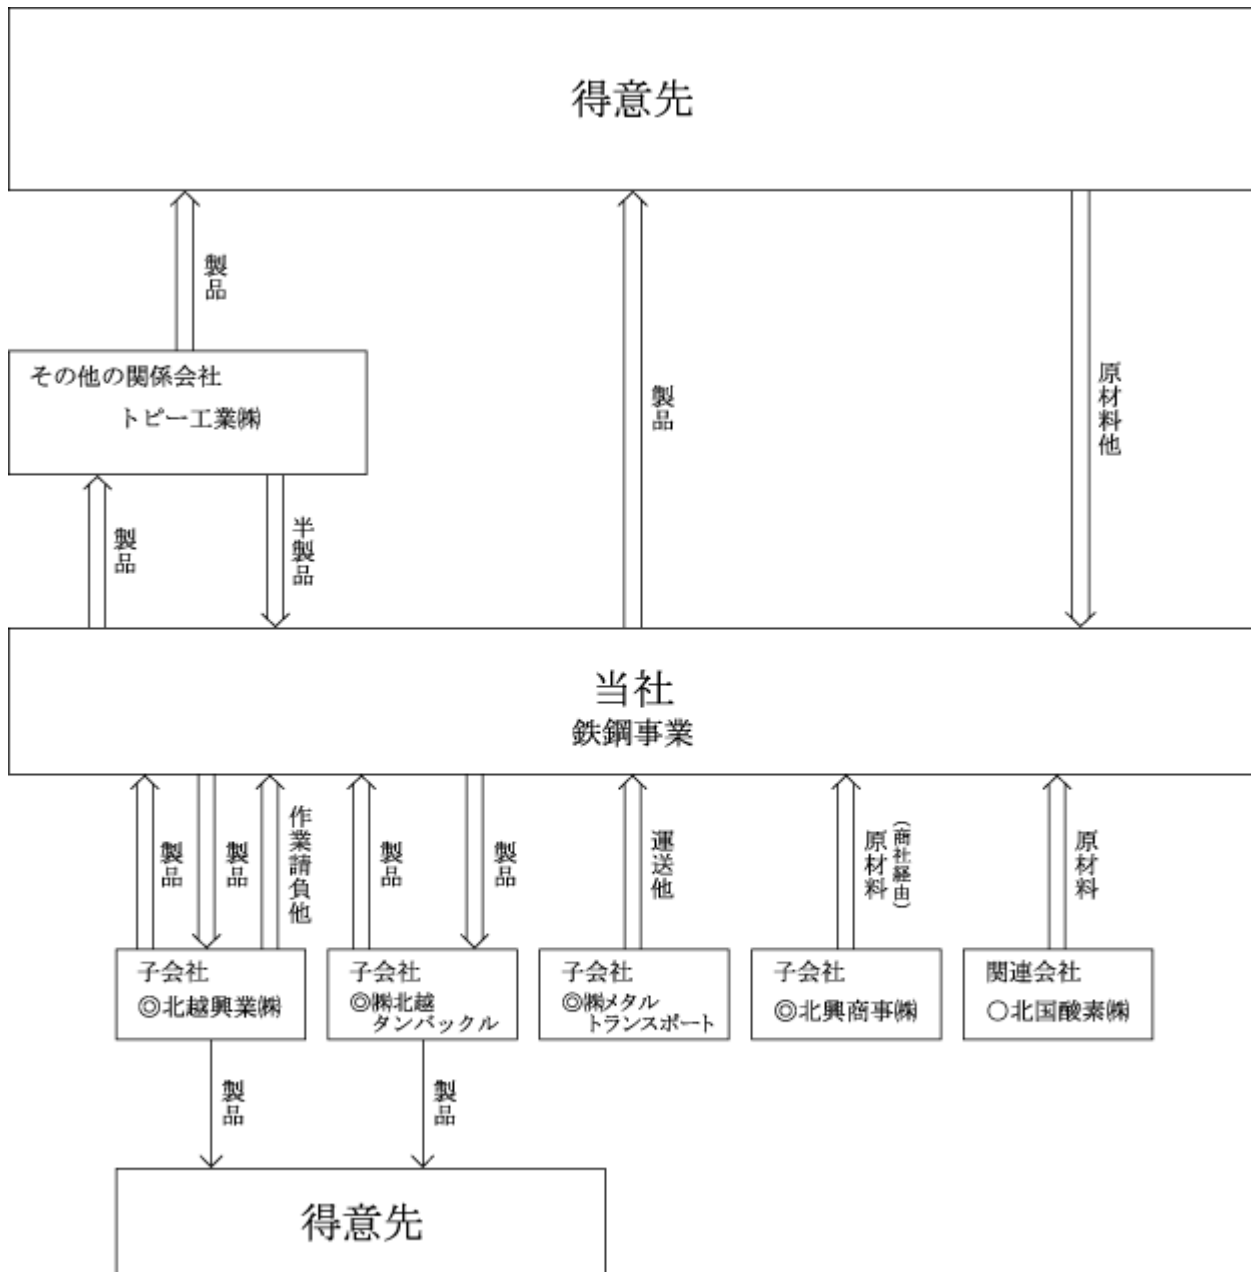 得意先
製品
その他の関係会社
トピー工業㈱
製品
原材料他
製品
半製品
当社
鉄鋼事業
製品
製品
作業請負他
製品
製品
運送他
原材料
(商社経由)
原材料
子会社
◎北越興業㈱
子会社
◎㈱北越
タンバックル
子会社
◎㈱メタル
トランスポート
子会社
◎北興商事㈱
関連会社
○北国酸素㈱
製品
製品
得意先